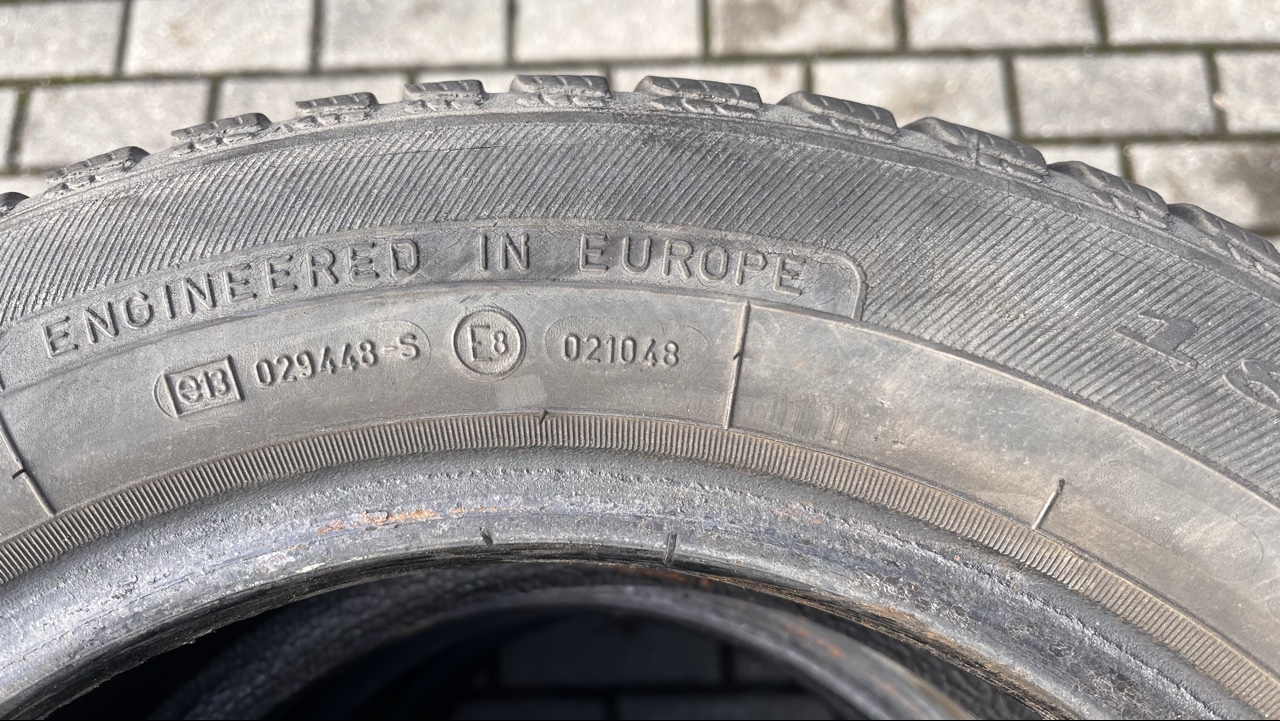 ENGINEERED IN EUROPE
e13 029448-S E8 021048